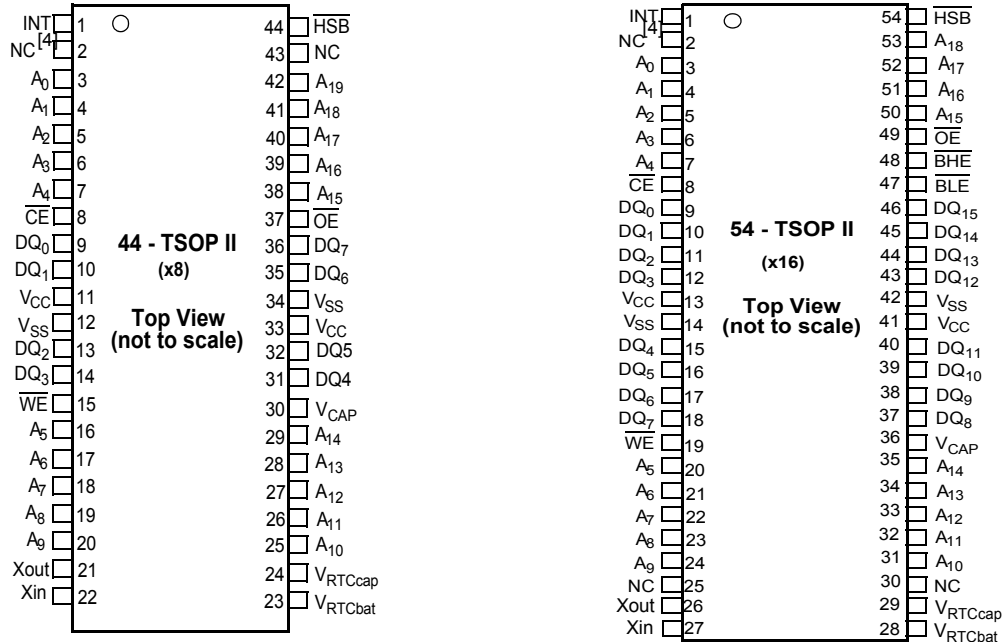 INT 1
NC [4] 2
A0 3
A1 4
A2 5
A3 6
A4 7
CE 8
DQ0 9
DQ1 10
VCC 11
VSS 12
DQ2 13
DQ3 14
WE 15
A5 16
A6 17
A7 18
A8 19
A9 20
Xout 21
Xin 22
44 - TSOP II
(x8)
Top View
(not to scale)
44 HSB
43 NC
42 A19
41 A18
40 A17
39 A16
38 A15
37 OE
36 DQ7
35 DQ6
34 VSS
33 VCC
32 DQ5
31 DQ4
30 VCAP
29 A14
28 A13
27 A12
26 A11
25 A10
24 VRTCcap
23 VRTCbat
INT 1
NC [4] 2
A0 3
A1 4
A2 5
A3 6
A4 7
CE 8
DQ0 9
DQ1 10
DQ2 11
DQ3 12
VCC 13
VSS 14
DQ4 15
DQ5 16
DQ6 17
DQ7 18
WE 19
A5 20
A6 21
A7 22
A8 23
A9 24
NC 25
Xout 26
Xin 27
54 - TSOP II
(x16)
Top View
(not to scale)
54 HSB
53 A18
52 A17
51 A16
50 A15
49 OE
48 BHE
47 BLE
46 DQ15
45 DQ14
44 DQ13
43 DQ12
42 VSS
41 VCC
40 DQ11
39 DQ10
38 DQ9
37 DQ8
36 VCAP
35 A14
34 A13
33 A12
32 A11
31 A10
30 NC
29 VRTCcap
28 VRTCbat